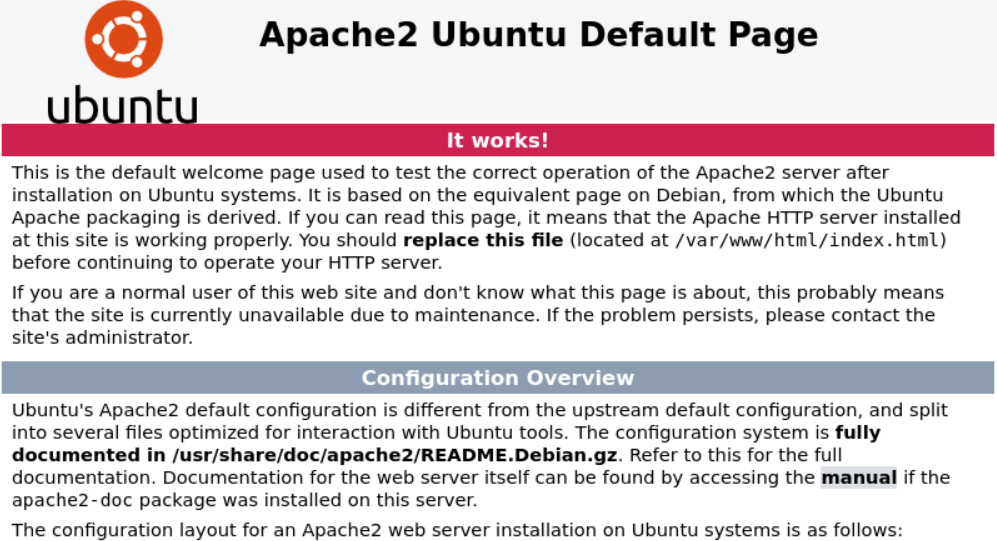 ubuntu
Apache2 Ubuntu Default Page
It works!
This is the default welcome page used to test the correct operation of the Apache2 server after
installation on Ubuntu systems. It is based on the equivalent page on Debian, from which the Ubuntu
Apache packaging is derived. If you can read this page, it means that the Apache HTTP server installed
at this site is working properly. You should replace this file (located at /var/www/html/index.html)
before continuing to operate your HTTP server.
If you are a normal user of this web site and don't know what this page is about, this probably means
that the site is currently unavailable due to maintenance. If the problem persists, please contact the
site's administrator.
Configuration Overview
Ubuntu's Apache2 default configuration is different from the upstream default configuration, and split
into several files optimized for interaction with Ubuntu tools. The configuration system is fully
documented in /usr/share/doc/apache2/README.Debian.gz. Refer to this for the full
documentation. Documentation for the web server itself can be found by accessing the manual if the
apache2-doc package was installed on this server.
The configuration layout for an Apache2 web server installation on Ubuntu systems is as follows: